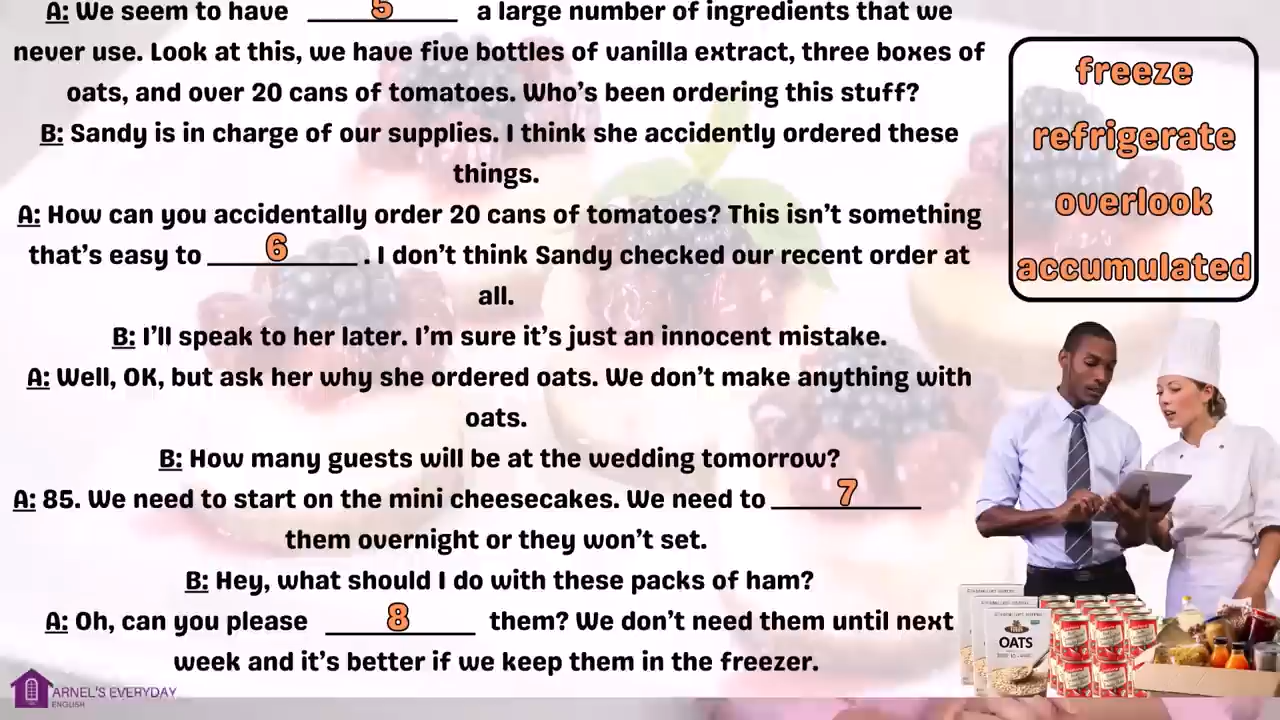 A: We seem to have 5 a large number of ingredients that we
never use. Look at this, we have five bottles of vanilla extract, three boxes of
oats, and over 20 cans of tomatoes. Who's been ordering this stuff?
B: Sandy is in charge of our supplies. I think she accidently ordered these
things.
A: How can you accidentally order 20 cans of tomatoes? This isn't something
that's easy to 6. I don't think Sandy checked our recent order at
all.
B: I'll speak to her later. I'm sure it's just an innocent mistake.
A: Well, OK, but ask her why she ordered oats. We don't make anything with
oats.
B: How many guests will be at the wedding tomorrow?
A: 85. We need to start on the mini cheesecakes. We need to 7
them overnight or they won't set.
B: Hey, what should I do with these packs of ham?
A: Oh, can you please 8 them? We don't need them until next
week and it's better if we keep them in the freezer.
freeze
refrigerate
overlook
accumulated
OATS
ARNEL'S EVERYDAY
ENGLISH